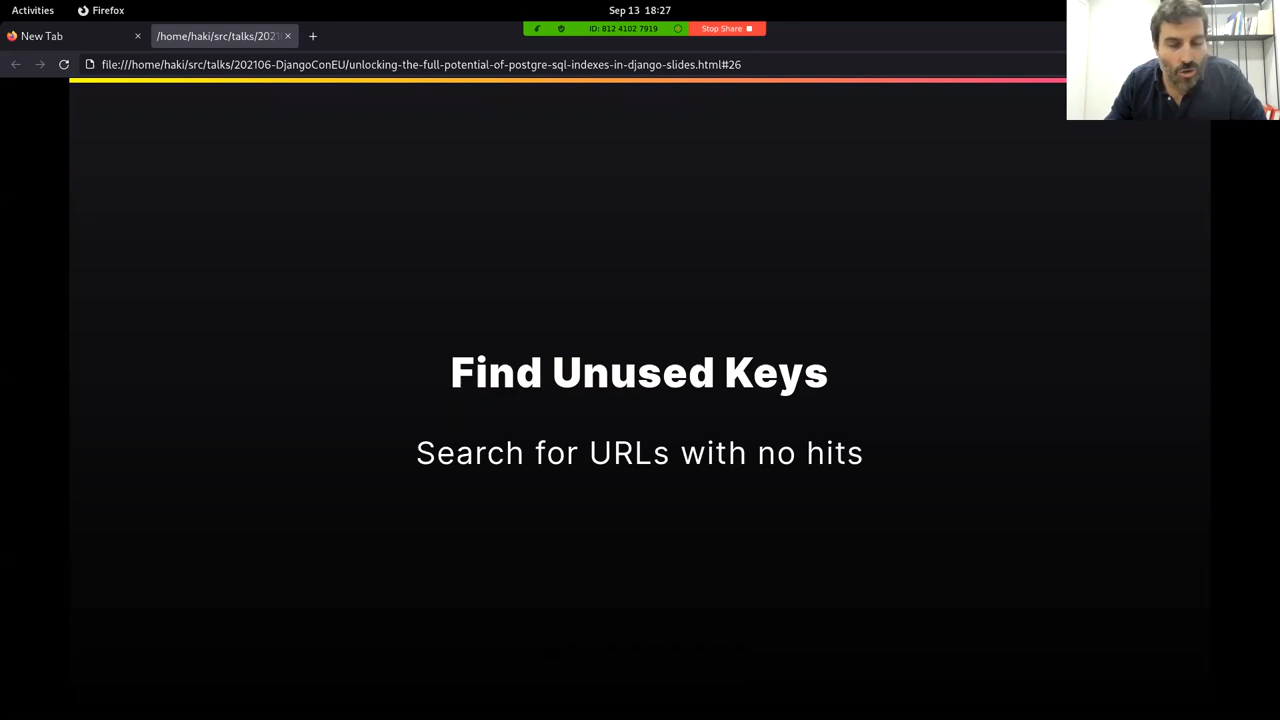 Activities
Firefox
Sep 13 18:27
New Tab
/home/haki/src/talks/2021
ID: 812 4102 7919
Stop Share
file:///home/haki/src/talks/202106-DjangoConEU/unlocking-the-full-potential-of-postgre-sql-indexes-in-django-slides.html#26
Find Unused Keys
Search for URLs with no hits